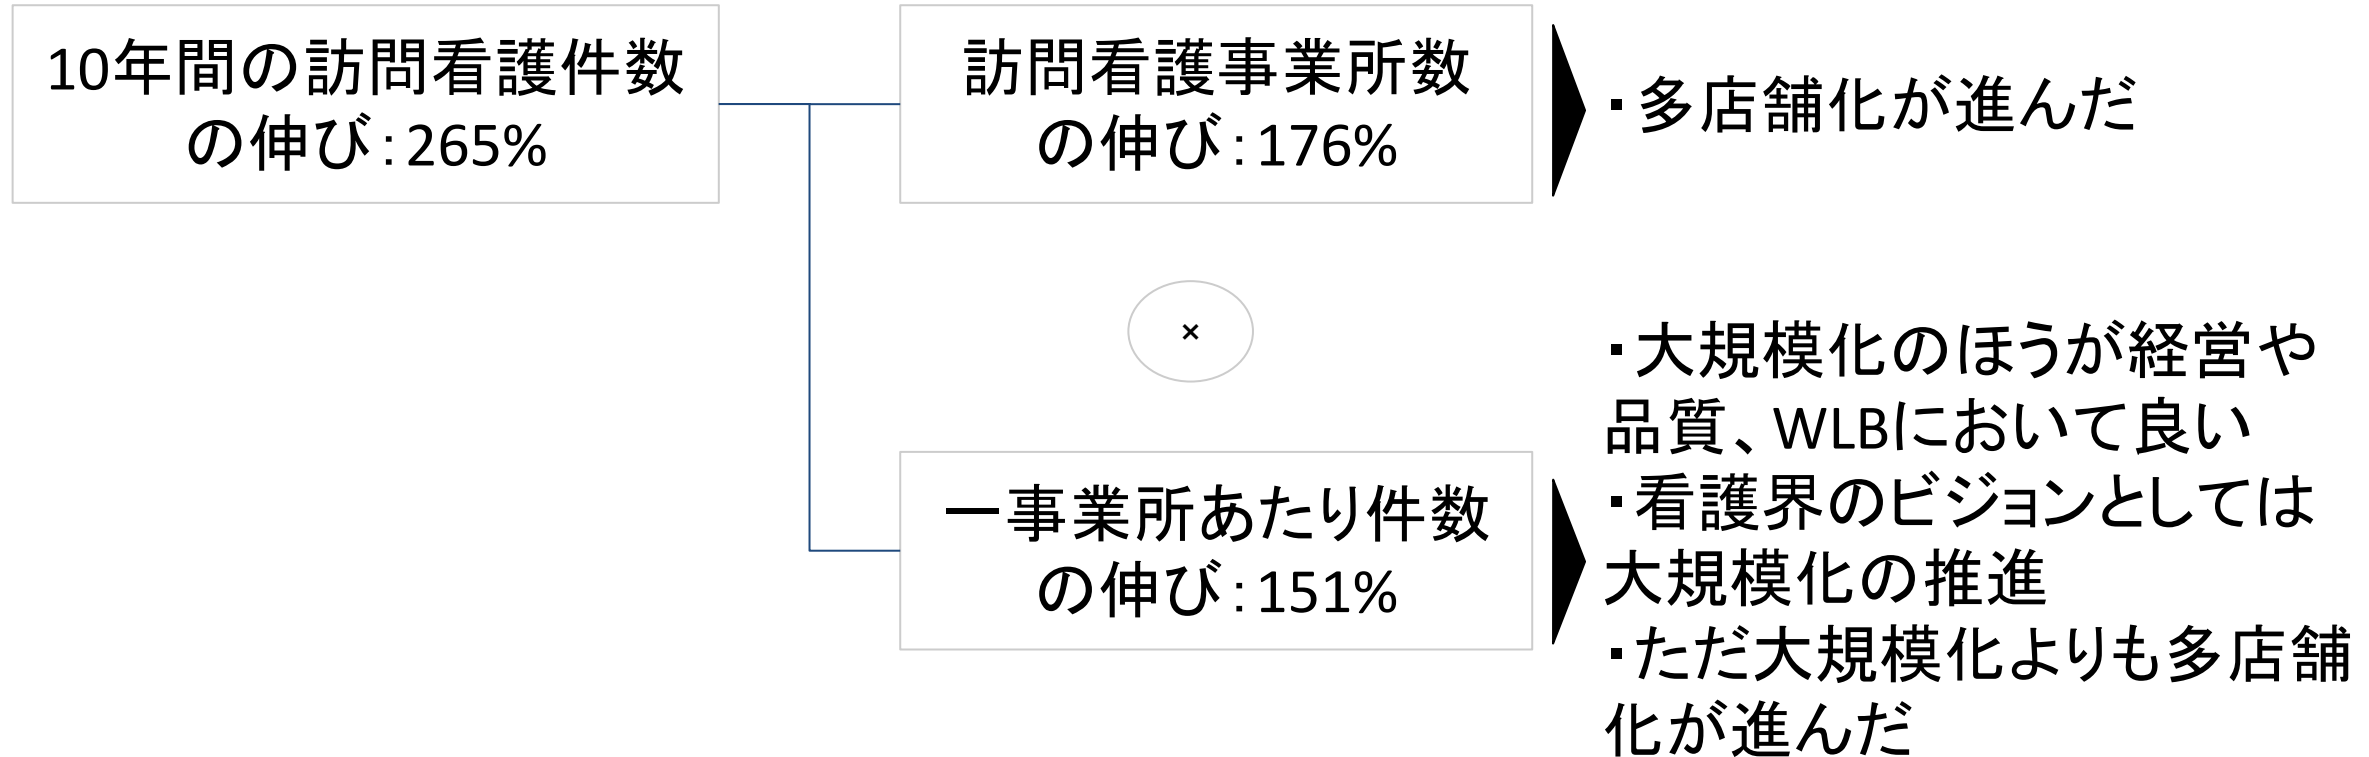 10年間の訪問看護件数
の伸び：265%
訪問看護事業所数
の伸び：176%
・多店舗化が進んだ
×
一事業所あたり件数
の伸び：151%
・大規模化のほうが経営や
品質、WLBにおいて良い
・看護界のビジョンとしては
大規模化の推進
・ただ大規模化よりも多店舗
化が進んだ